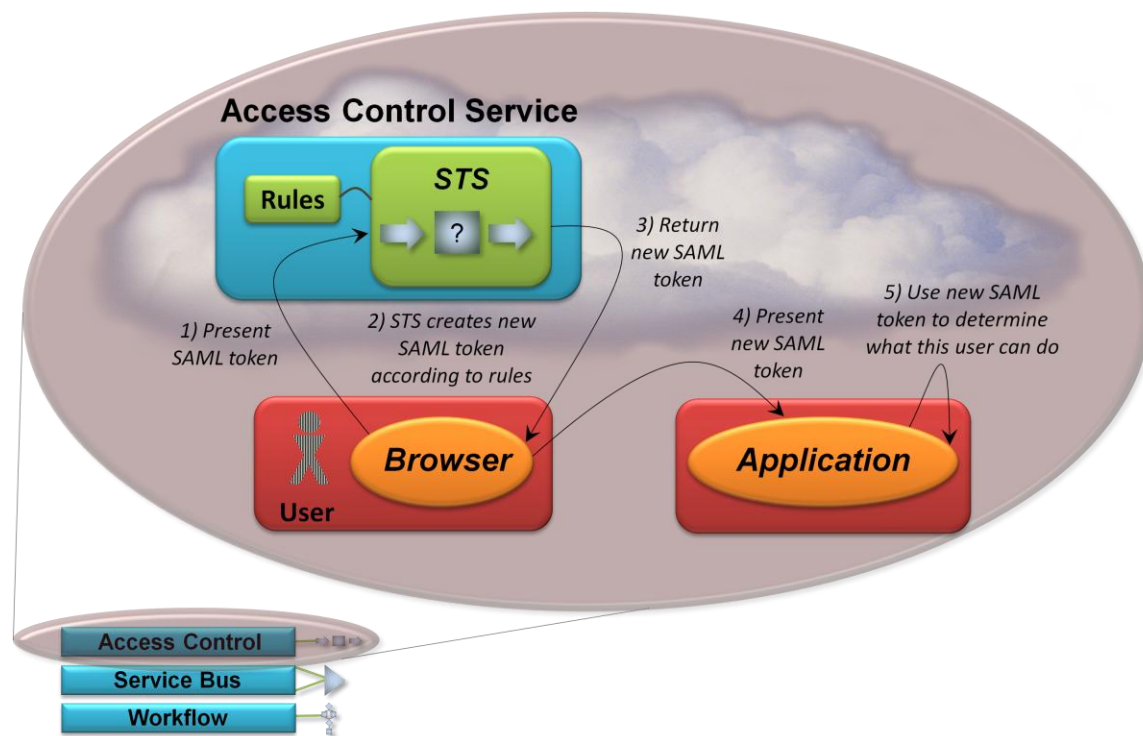 Access Control Service
STS
Rules
?
3) Return
new SAML
token
1) Present
SAML token
2) STS creates new
SAML token
according to rules
4) Present
new SAML
token
5) Use new SAML
token to determine
what this user can do
Browser
User
Application
Access Control
Service Bus
Workflow